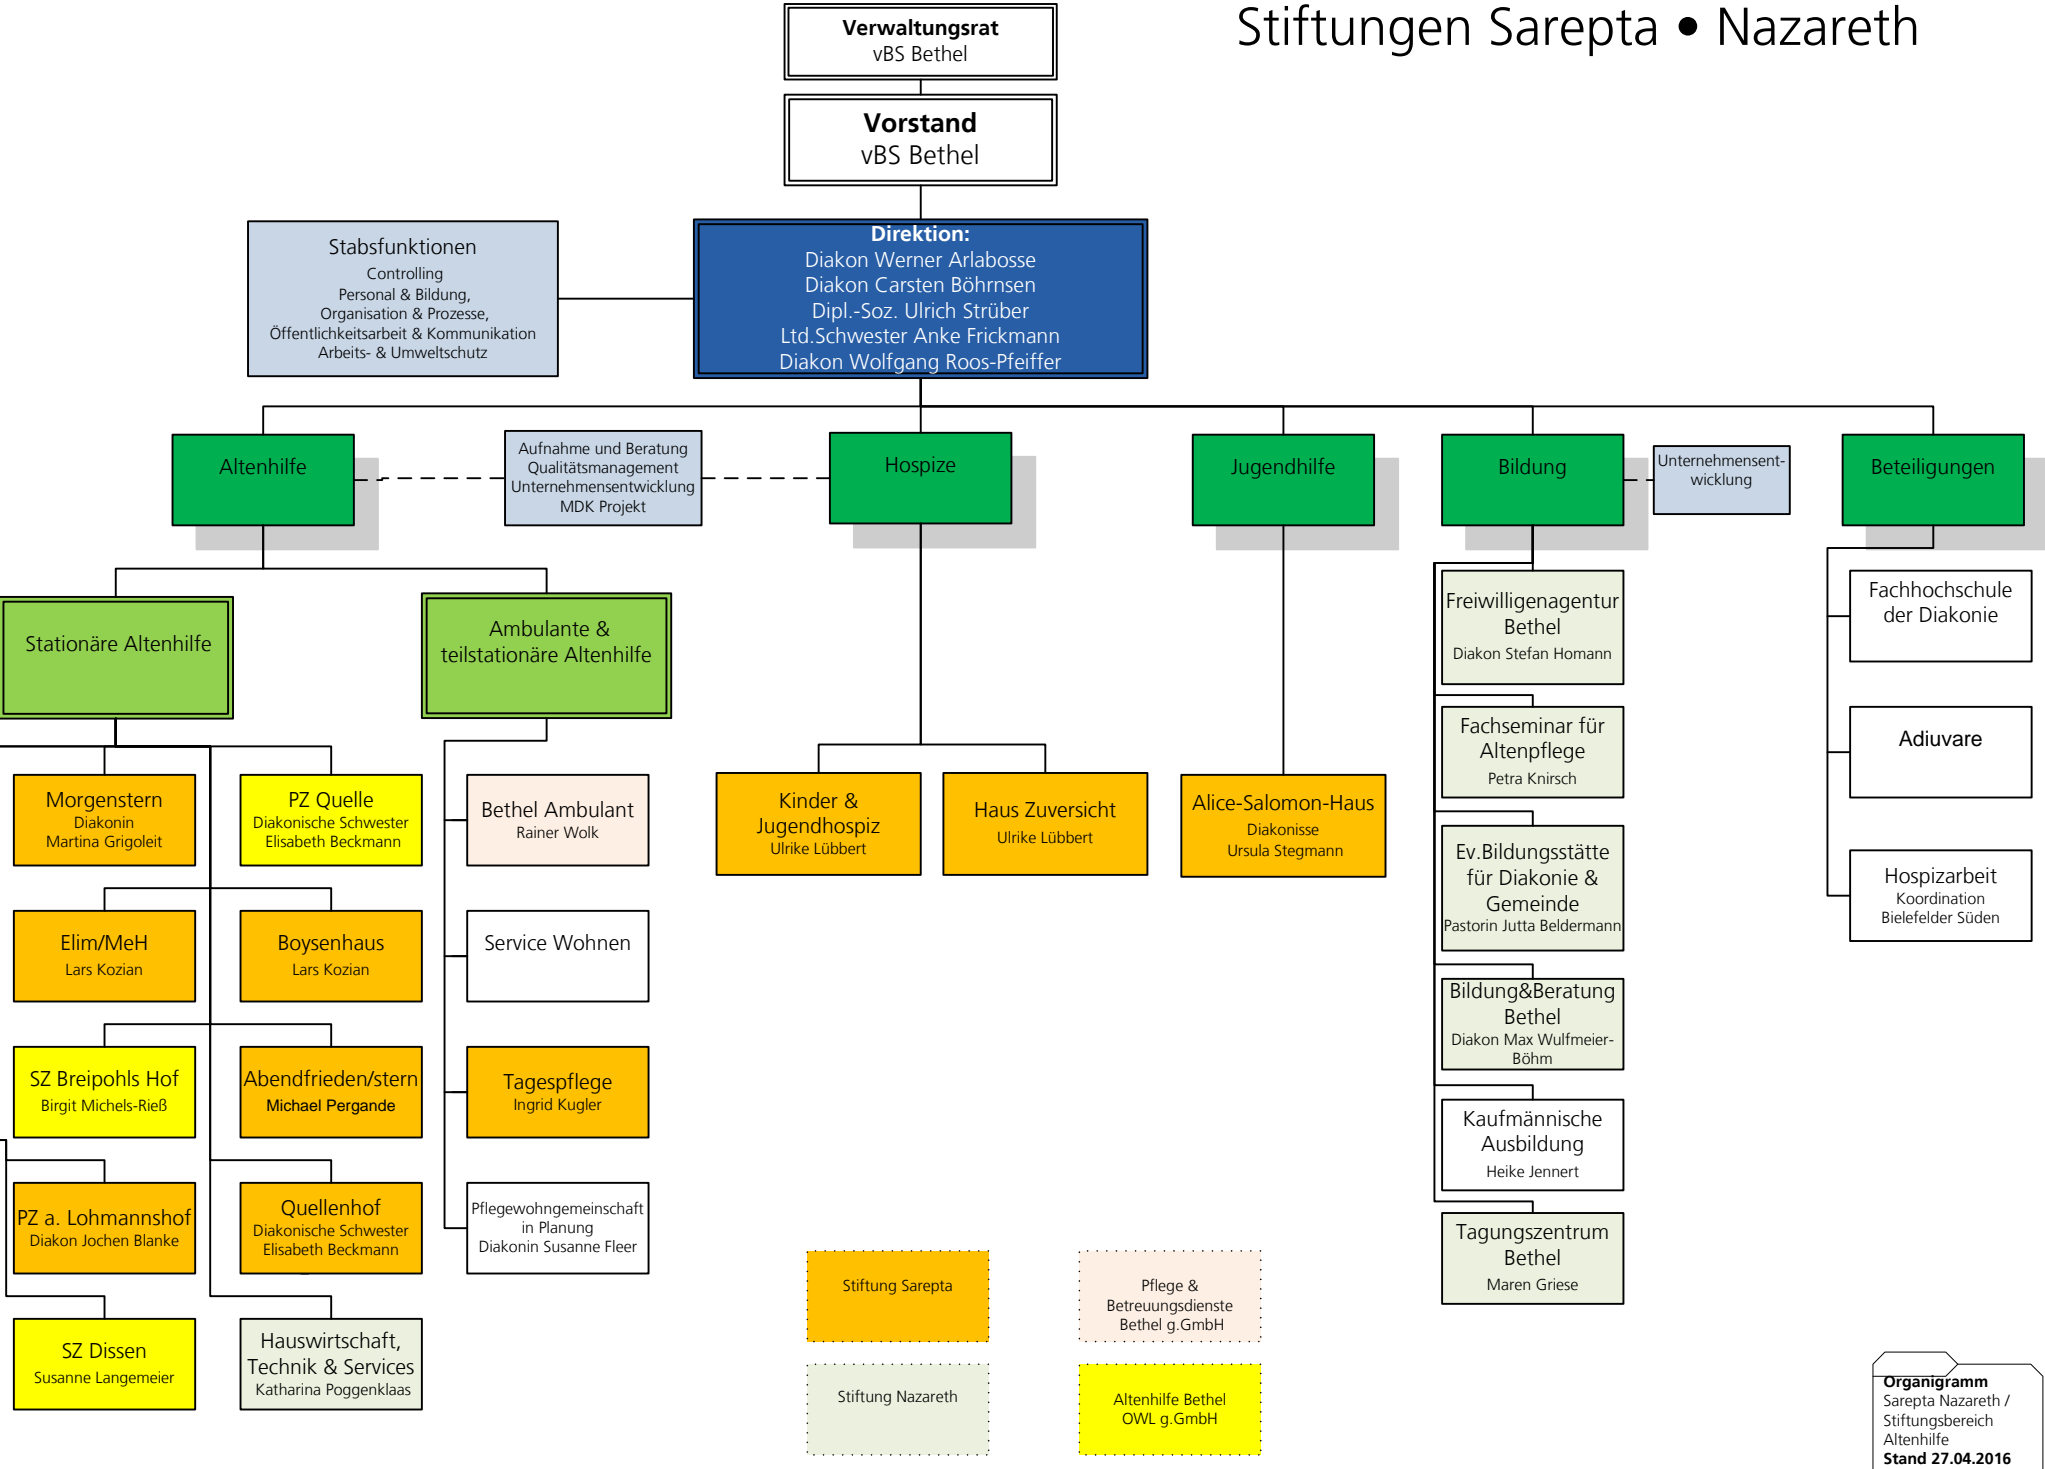 Stiftungen Sarepta • Nazareth
Verwaltungsrat
vBS Bethel
Vorstand
vBS Bethel
Stabsfunktionen
Controlling
Personal & Bildung,
Organisation & Prozesse,
Öffentlichkeitsarbeit & Kommunikation
Arbeits- & Umweltschutz
Direktion:
Diakon Werner Arlabosse
Diakon Carsten Böhrnsen
Dipl.-Soz. Ulrich Strüber
Ltd.Schwester Anke Frickmann
Diakon Wolfgang Roos-Pfeiffer
Altenhilfe
Aufnahme und Beratung
Qualitätsmanagement
Unternehmensentwicklung
MDK Projekt
Hospize
Jugendhilfe
Bildung
Unternehmensent-
wicklung
Beteiligungen
Stationäre Altenhilfe
Ambulante &
teilstationäre Altenhilfe
Morgenstern
Diakonin
Martina Grigoleit
PZ Quelle
Diakonische Schwester
Elisabeth Beckmann
Elim/MeH
Lars Kozian
Boysenhaus
Lars Kozian
SZ Breipohls Hof
Birgit Michels-Rieß
Abendfrieden/stern
Michael Pergande
PZ a. Lohmannshof
Diakon Jochen Blanke
Quellenhof
Diakonische Schwester
Elisabeth Beckmann
SZ Dissen
Susanne Langemeier
Hauswirtschaft,
Technik & Services
Katharina Poggenklaas
Bethel Ambulant
Rainer Wolk
Service Wohnen
Tagespflege
Ingrid Kugler
Pflegewohngemeinschaft
in Planung
Diakonin Susanne Fleer
Kinder &
Jugendhospiz
Ulrike Lübbert
Haus Zuversicht
Ulrike Lübbert
Alice-Salomon-Haus
Diakonisse
Ursula Stegmann
Freiwilligenagentur
Bethel
Diakon Stefan Homann
Fachseminar für
Altenpflege
Petra Knirsch
Ev.Bildungsstätte
für Diakonie &
Gemeinde
Pastorin Jutta Beldermann
Bildung&Beratung
Bethel
Diakon Max Wulfmeier-
Böhm
Kaufmännische
Ausbildung
Heike Jennert
Tagungszentrum
Bethel
Maren Griese
Fachhochschule
der Diakonie
Adiuvare
Hospizarbeit
Koordination
Bielefelder Süden
Stiftung Sarepta
Pflege &
Betreuungsdienste
Bethel g.GmbH
Stiftung Nazareth
Altenhilfe Bethel
OWL g.GmbH
Organigramm
Sarepta Nazareth /
Stiftungsbereich
Altenhilfe
Stand 27.04.2016